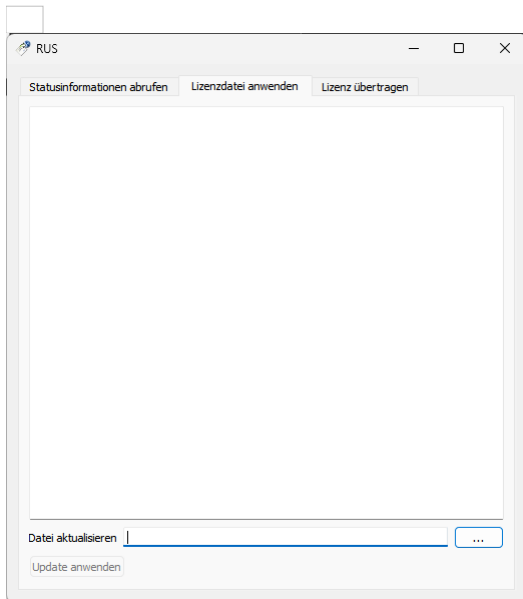 RUS
Statusinformationen abrufen Lizenzdatei anwenden Lizenz übertragen
Datei aktualisieren ...
Update anwenden